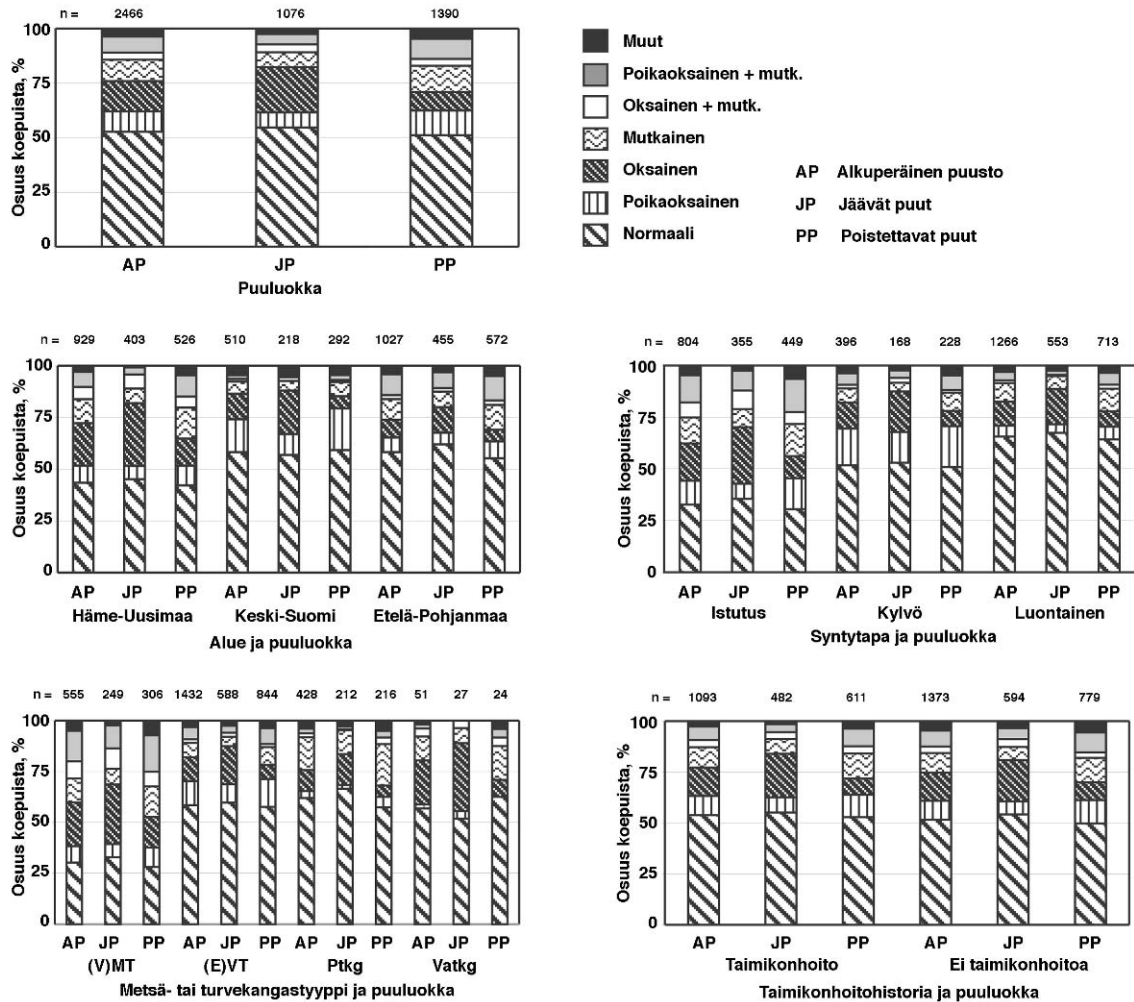 n = 2466 1076 1390
100
75
50
25
0
Osuus koepuista, %
AP JP PP
Puuluokka
Muut
Poikaoksainen + mutk.
Oksainen + mutk.
Mutkainen
Oksainen
Poikaoksainen
Normaali
AP Alkuperäinen puusto
JP Jäävät puut
PP Poistettavat puut
n = 929 403 526 510 218 292 1027 455 572
100
75
50
25
0
Osuus koepuista, %
AP JP PP AP JP PP AP JP PP
Häme-Uusimaa Keski-Suomi Etelä-Pohjanmaa
Alue ja puuluokka
n = 804 355 449 396 168 228 1266 553 713
100
75
50
25
0
Osuus koepuista, %
AP JP PP AP JP PP AP JP PP
Istutus Kylvö Luontainen
Syntytapa ja puuluokka
n = 555 249 306 1432 588 844 428 212 216 51 27 24
100
75
50
25
0
Osuus koepuista, %
AP JP PP AP JP PP AP JP PP AP JP PP
(V)MT (E)VT Ptkg Vatkg
Metsä- tai turvekangastyyppi ja puuluokka
n = 1093 482 611 1373 594 779
100
75
50
25
0
Osuus koepuista, %
AP JP PP AP JP PP
Taimikonhoito Ei taimikonhoitoa
Taimikonhoitohistoria ja puuluokka